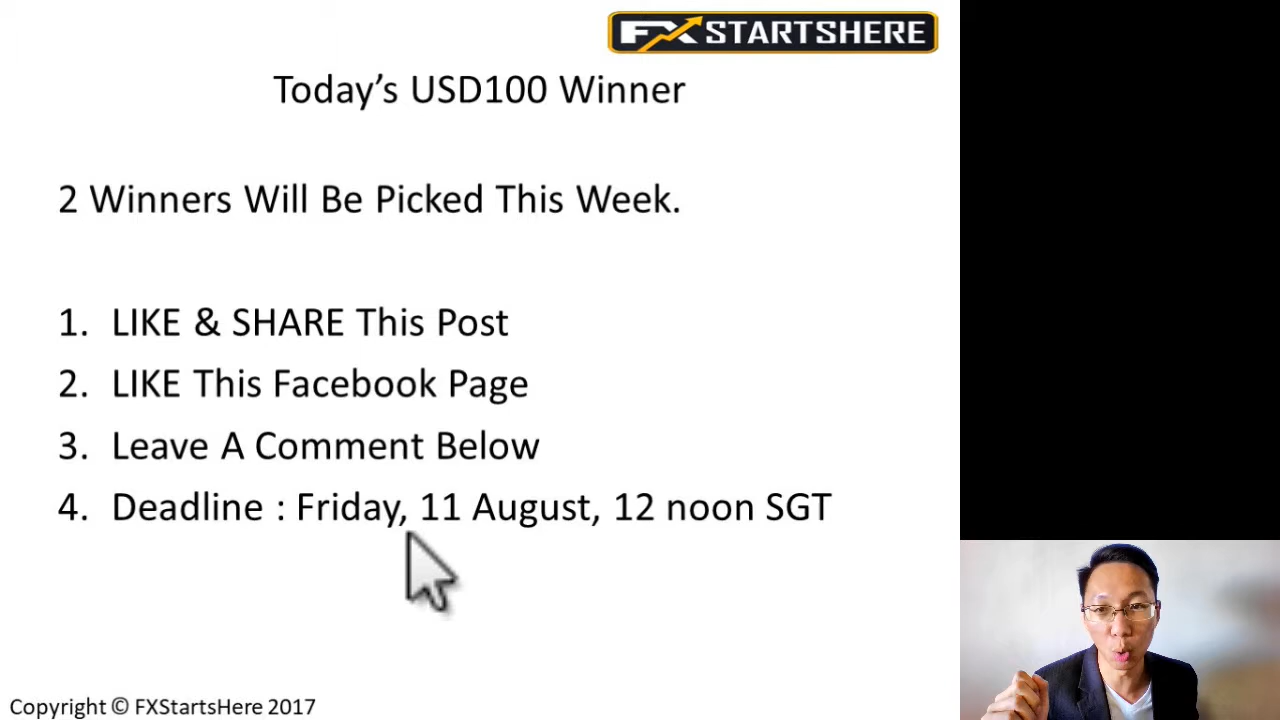 FX STARTSHERE
Today’s USD100 Winner
2 Winners Will Be Picked This Week.
1. LIKE & SHARE This Post
2. LIKE This Facebook Page
3. Leave A Comment Below
4. Deadline : Friday, 11 August, 12 noon SGT
Copyright © FXStartsHere 2017